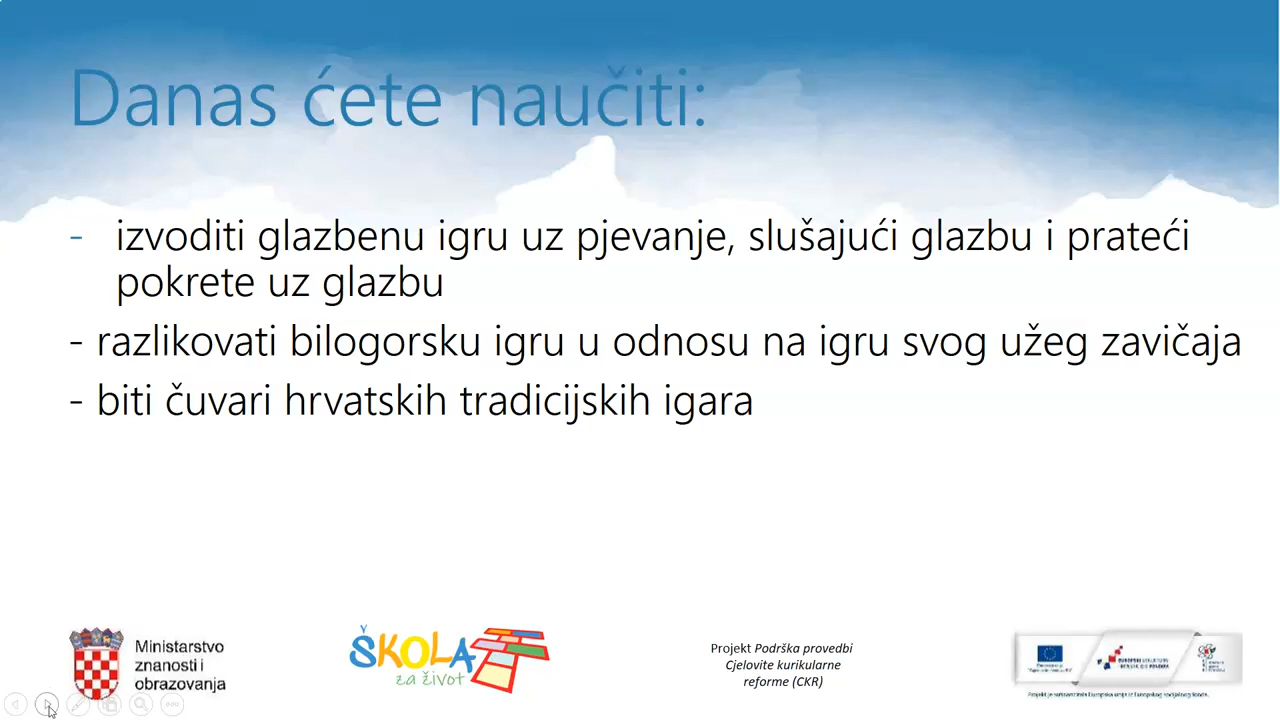 Danas ćete naučiti:
- izvoditi glazbenu igru uz pjevanje, slušajući glazbu i prateći
pokrete uz glazbu
- razlikovati bilogorsku igru u odnosu na igru svog užeg zavičaja
- biti čuvari hrvatskih tradicijskih igara
Ministarstvo
znanosti i
obrazovanja
ŠKOLA
za život
Projekt Podrška provedbi
Cjelovite kurikularne
reforme (CKR)